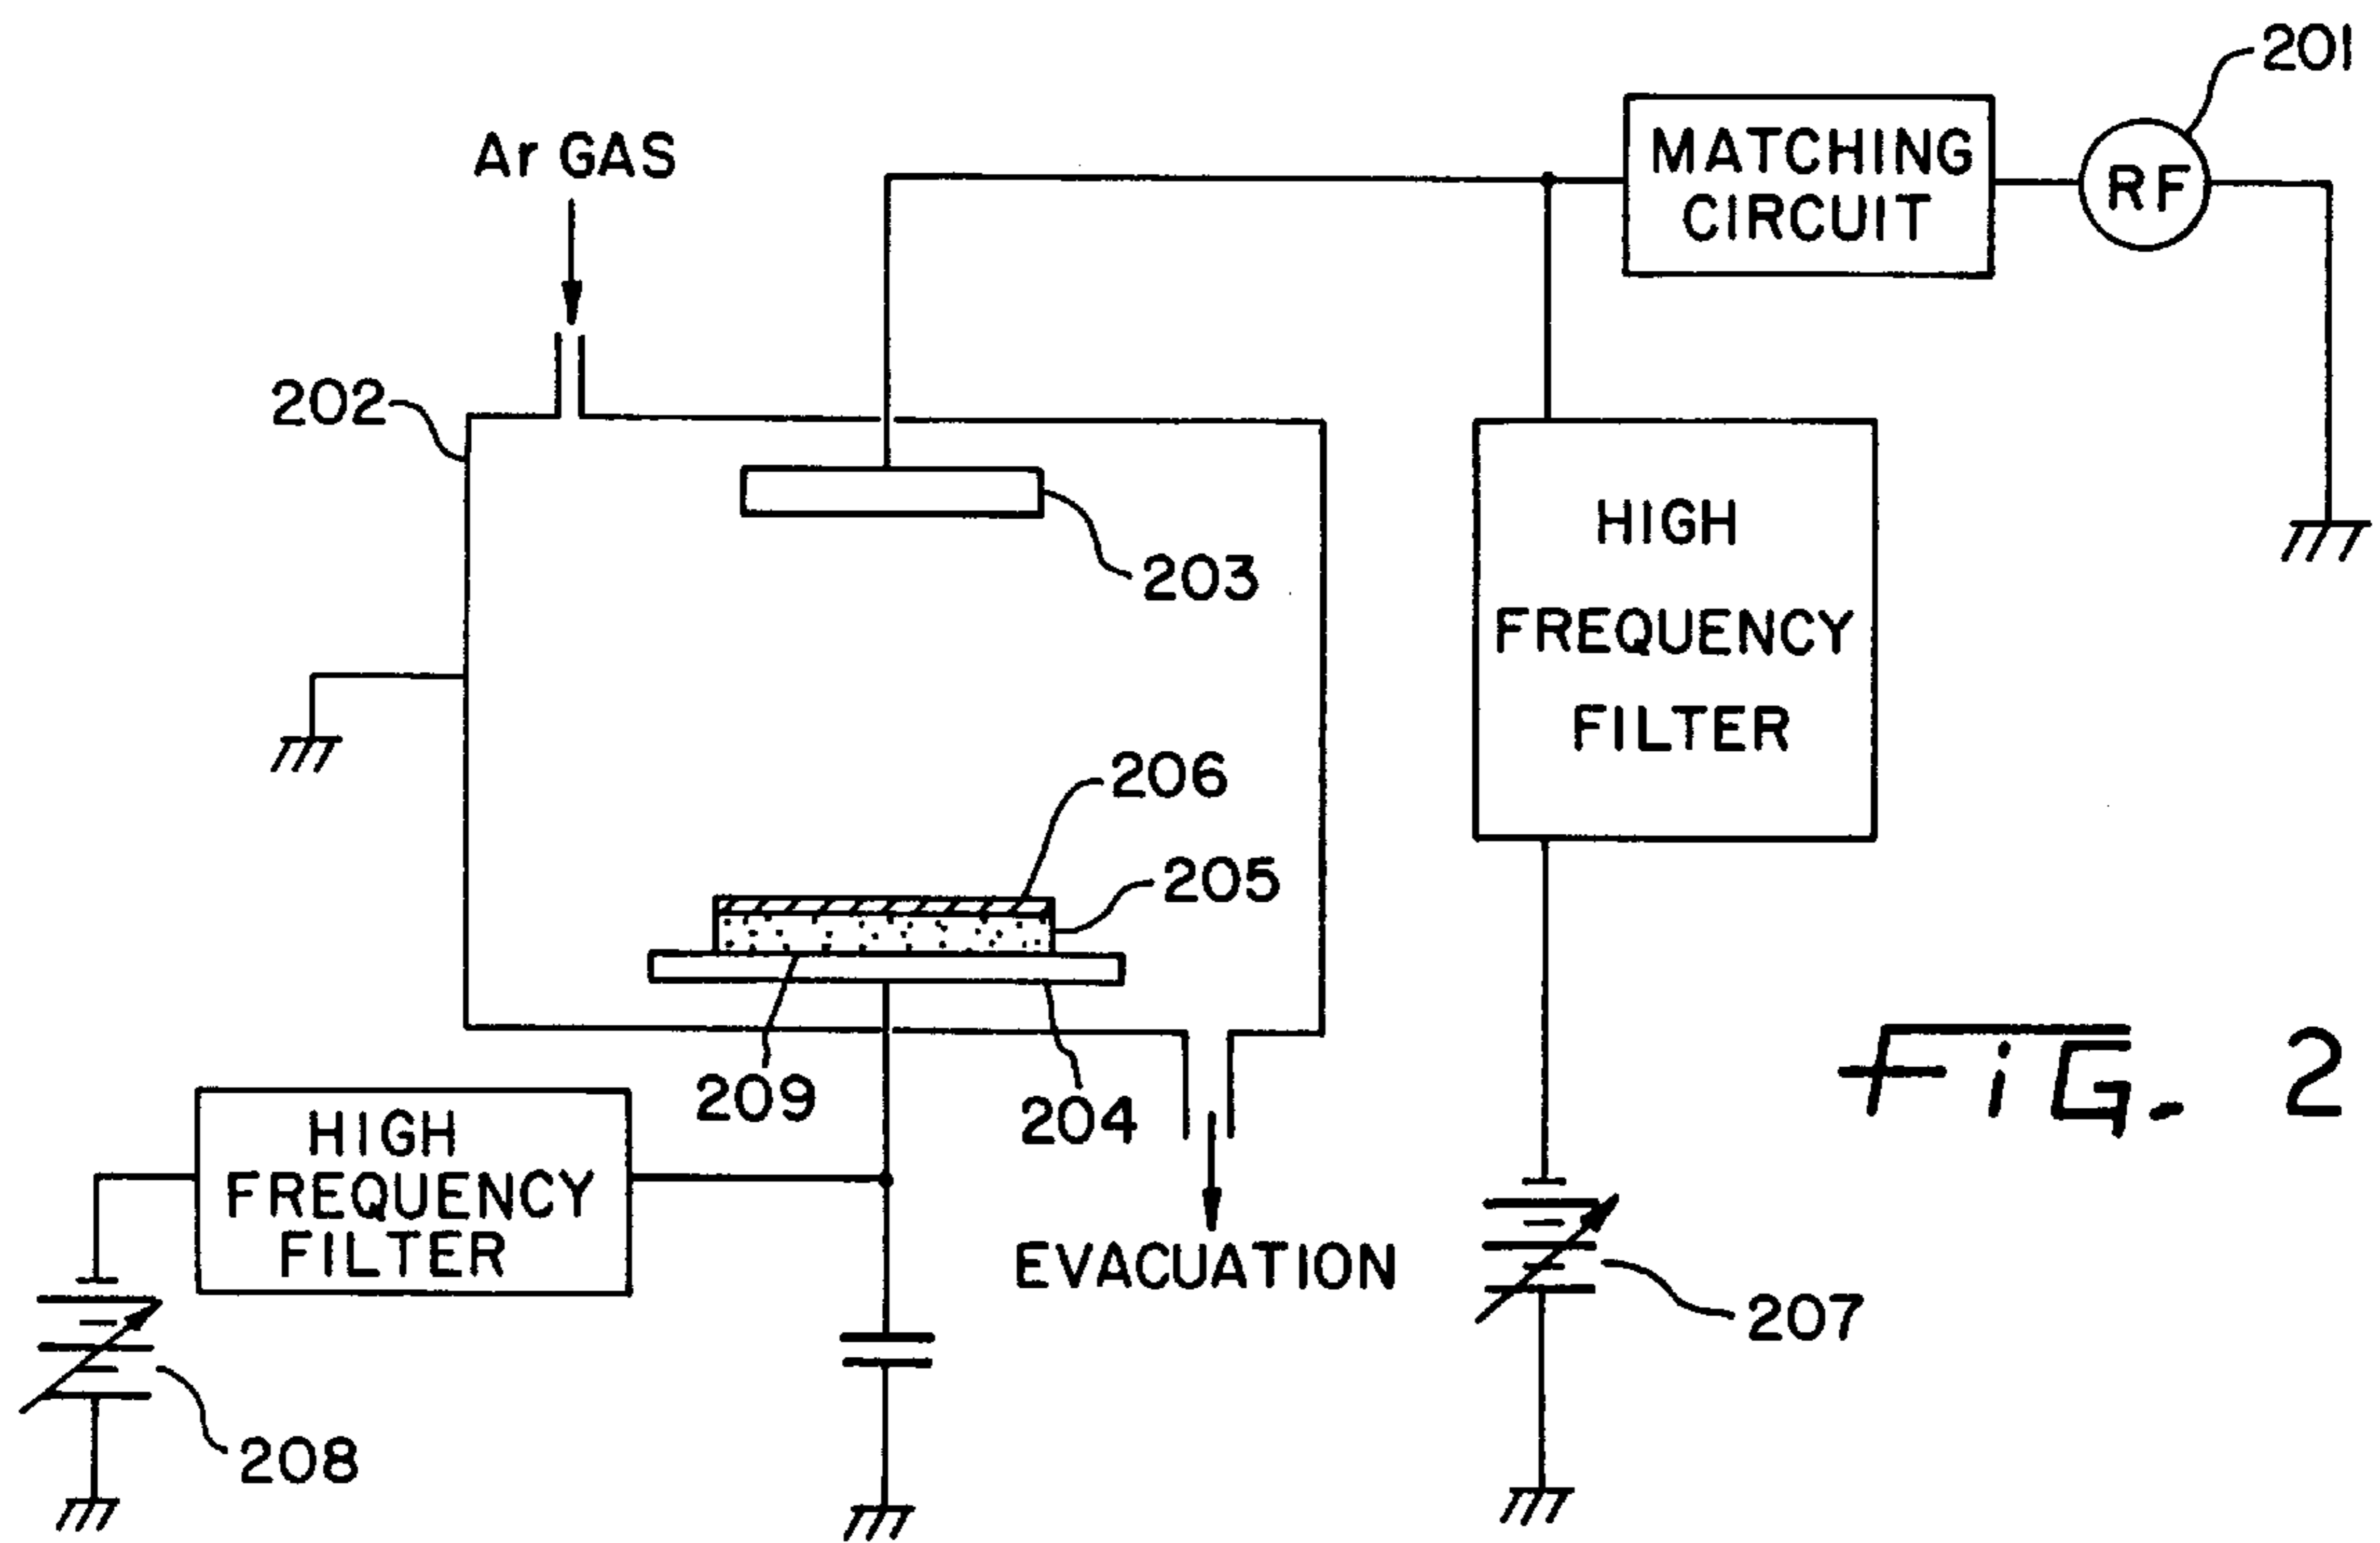 201
Ar GAS
MATCHING
CIRCUIT
RF
202
203
HIGH
FREQUENCY
FILTER
206
205
209
204
HIGH
FREQUENCY
FILTER
EVACUATION
207
208
FiG. 2